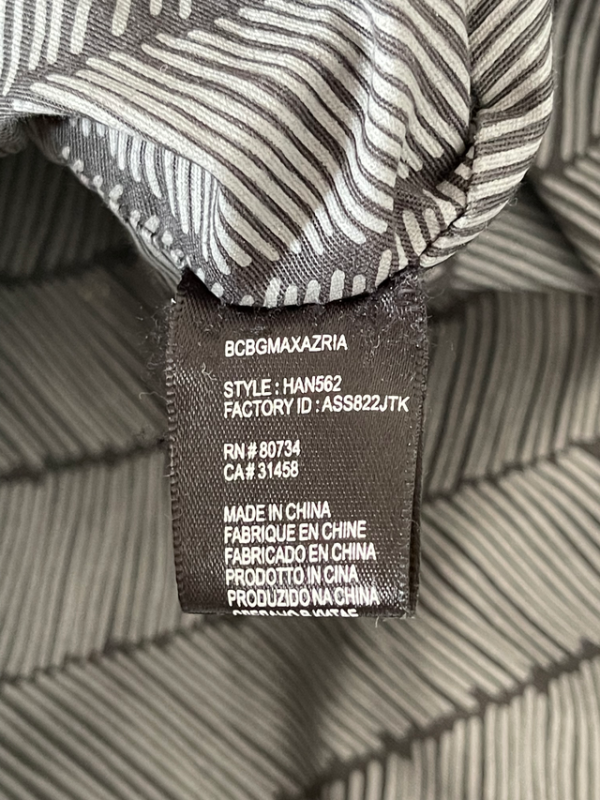 BCBGMAXAZRIA
STYLE : HAN562
FACTORY ID : ASS822JTK
RN # 80734
CA# 31458
MADE IN CHINA
FABRIQUE EN CHINE
FABRICADO EN CHINA
PRODOTTO IN CINA
PRODUZIDO NA CHINA